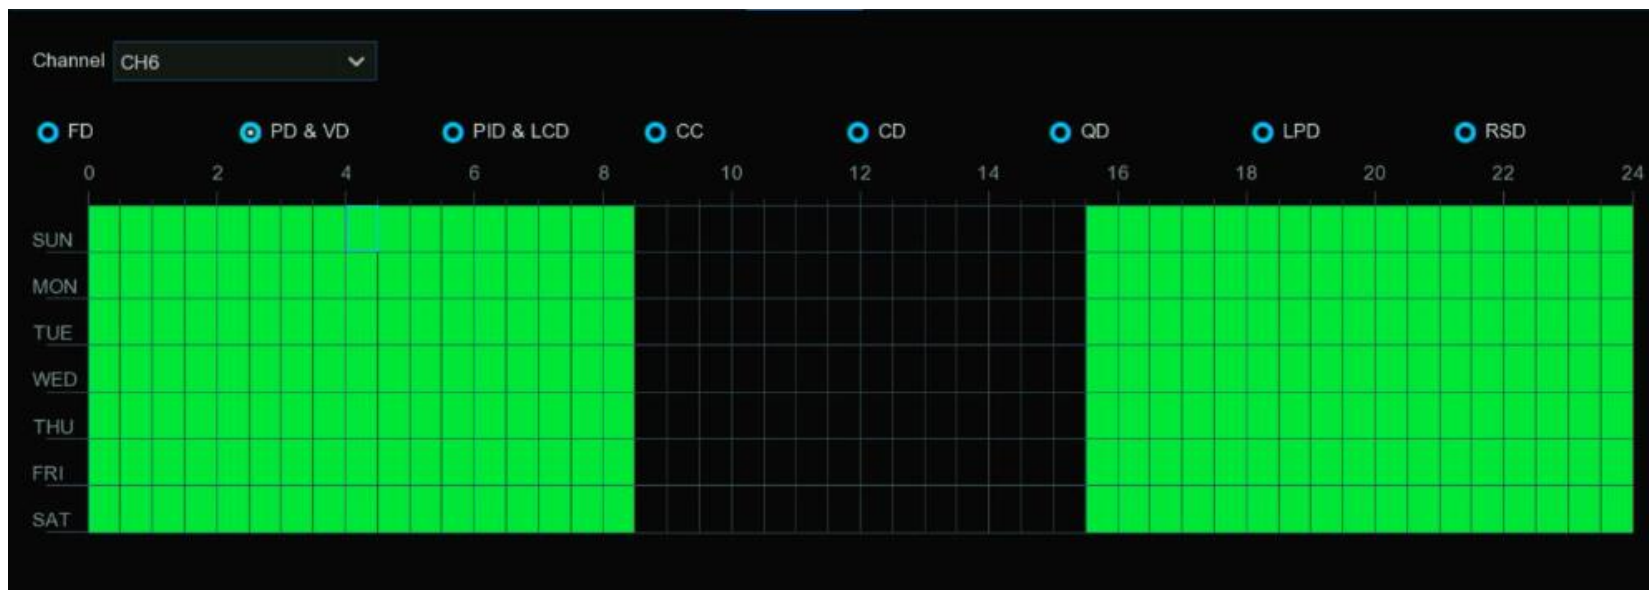 Channel CH6
FD PD & VD PID & LCD CC CD QD LPD RSD
0 2 4 6 8 10 12 14 16 18 20 22 24
SUN
MON
TUE
WED
THU
FRI
SAT